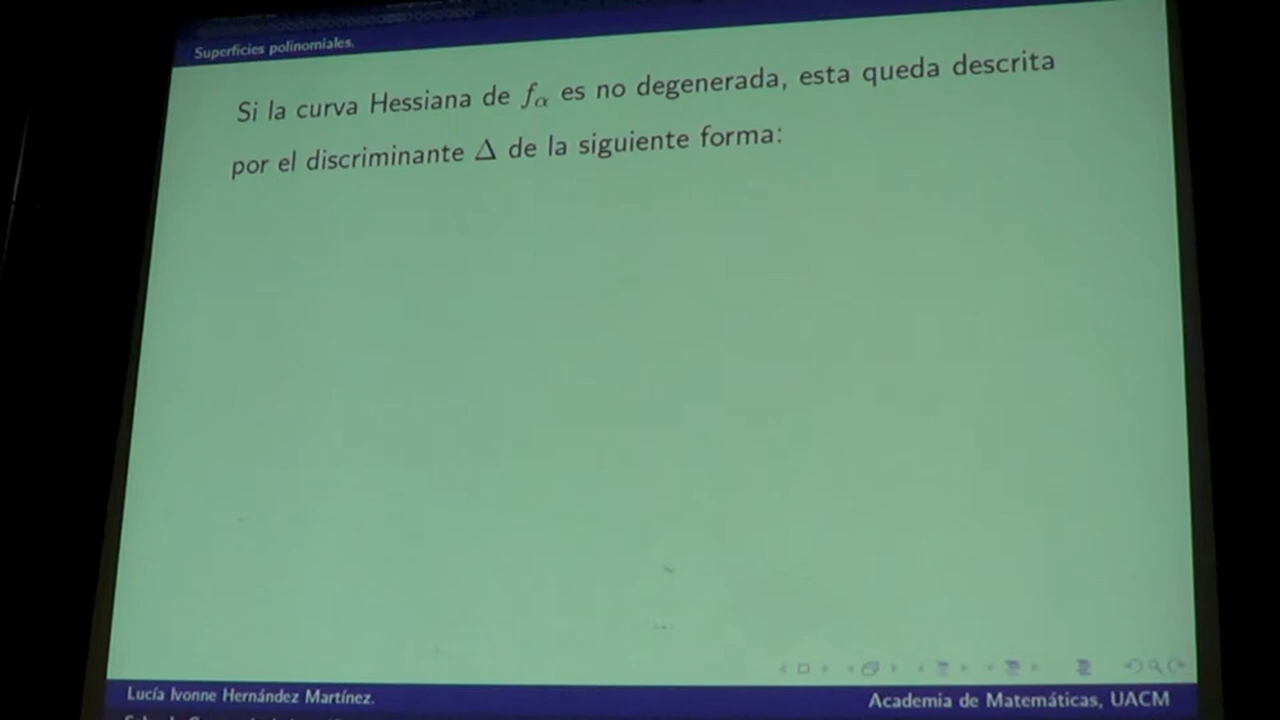 Superficies polinomiales.
Si la curva Hessiana de fα es no degenerada, esta queda descrita
por el discriminante Δ de la siguiente forma:
Lucía Ivonne Hernández Martínez.
Academia de Matemáticas, UACM